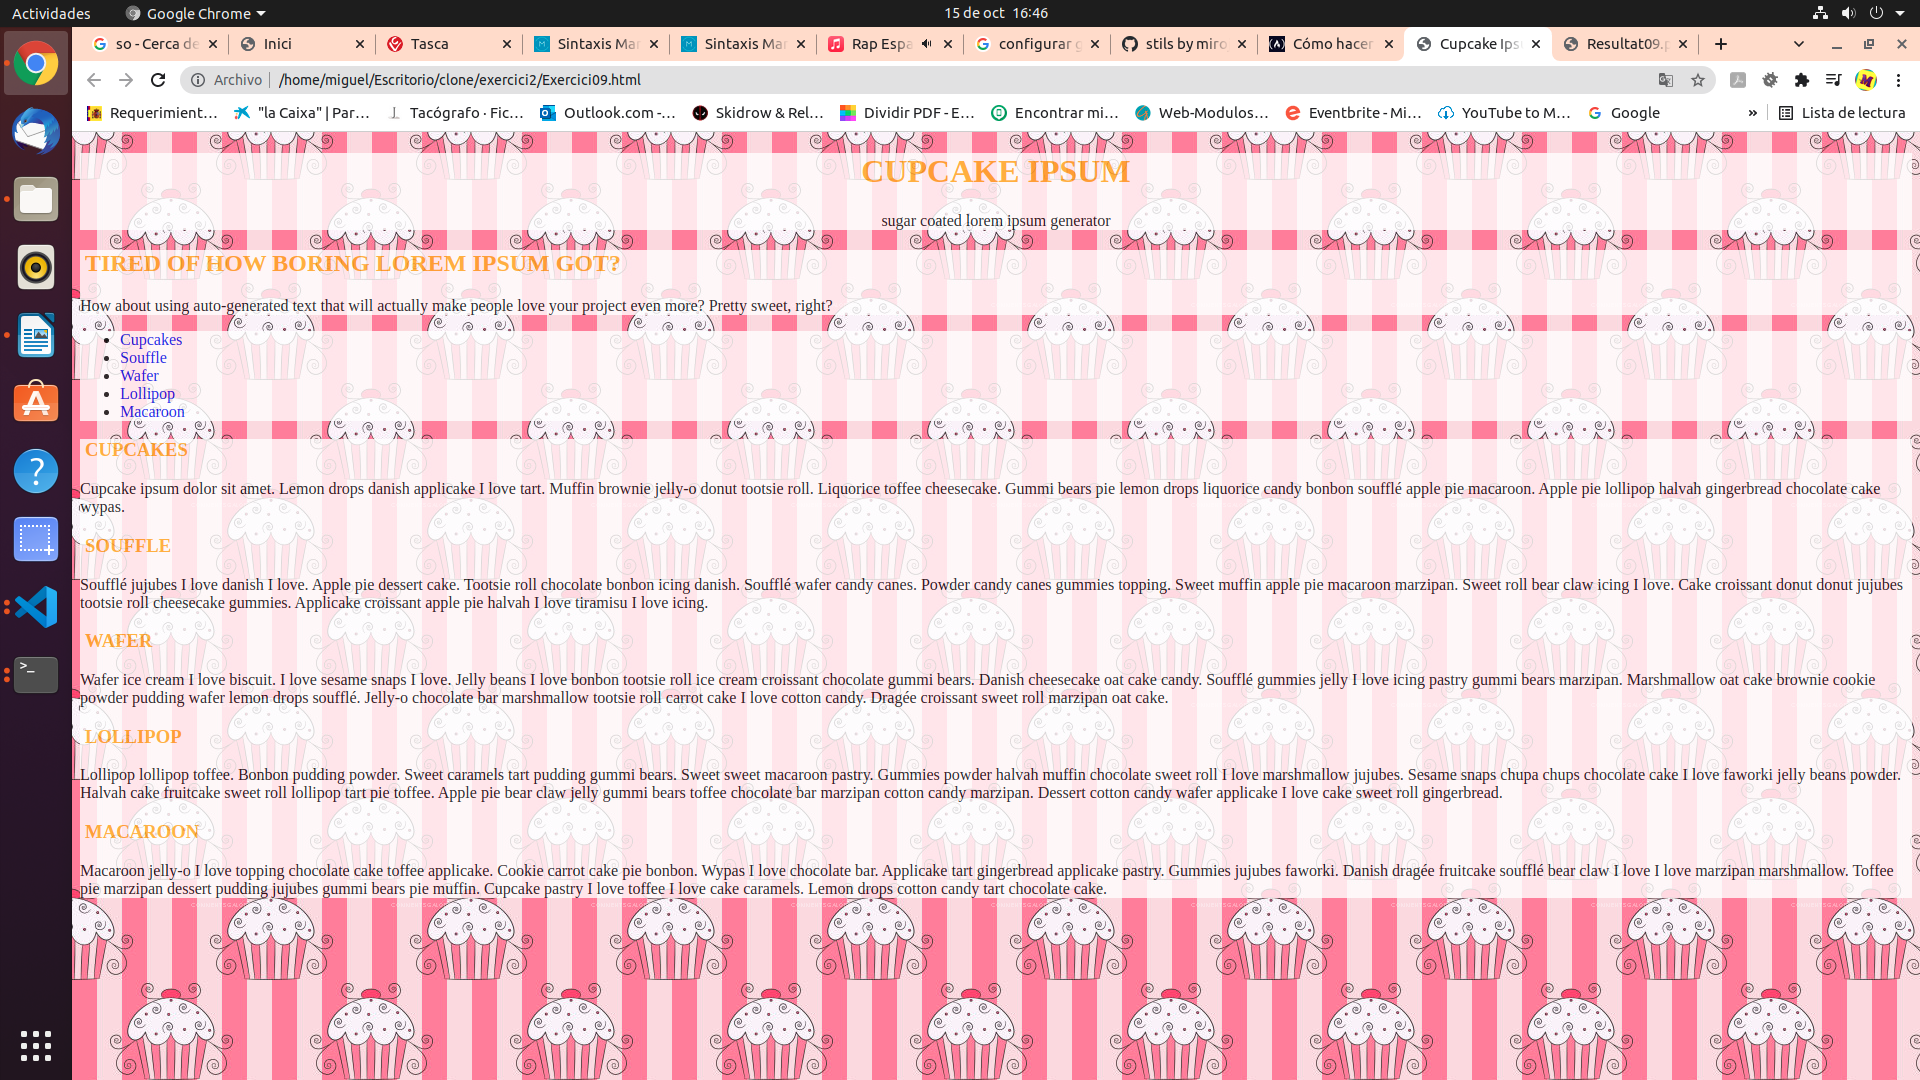 Actividades
Google Chrome
15 de oct 16:46
so - Cerca de
Inici
Tasca
Sintaxis Mar
Sintaxis Mar
Rap Espa
configurar g
stils by miro
Cómo hacer
Cupcake Ips
Resultat09.p
Archivo
/home/miguel/Escritorio/clone/exercici2/Exercici09.html
Requerimient…
"la Caixa" | Par…
Tacógrafo · Fic…
Outlook.com -…
Skidrow & Rel…
Dividir PDF - E…
Encontrar mi…
Web-Modulos…
Eventbrite - Mi…
YouTube to M…
Google
»
Lista de lectura
CUPCAKE IPSUM
sugar coated lorem ipsum generator
TIRED OF HOW BORING LOREM IPSUM GOT?
How about using auto-generated text that will actually make people love your project even more? Pretty sweet, right?
• Cupcakes
• Souffle
• Wafer
• Lollipop
• Macaroon
CUPCAKES
Cupcake ipsum dolor sit amet. Lemon drops danish applicake I love tart. Muffin brownie jelly-o donut tootsie roll. Liquorice toffee cheesecake. Gummi bears pie lemon drops liquorice candy bonbon soufflé apple pie macaroon. Apple pie lollipop halvah gingerbread chocolate cake
wypas.
SOUFFLE
Soufflé jujubes I love danish I love. Apple pie dessert cake. Tootsie roll chocolate bonbon icing danish. Soufflé wafer candy canes. Powder candy canes gummies topping. Sweet muffin apple pie macaroon marzipan. Sweet roll bear claw icing I love. Cake croissant donut donut jujubes
tootsie roll cheesecake gummies. Applicake croissant apple pie halvah I love tiramisu I love icing.
WAFER
Wafer ice cream I love biscuit. I love sesame snaps I love. Jelly beans I love bonbon tootsie roll ice cream croissant chocolate gummi bears. Danish cheesecake oat cake candy. Soufflé gummies jelly I love icing pastry gummi bears marzipan. Marshmallow oat cake brownie cookie
powder pudding wafer lemon drops soufflé. Jelly-o chocolate bar marshmallow tootsie roll carrot cake I love cotton candy. Dragée croissant sweet roll marzipan oat cake.
LOLLIPOP
Lollipop lollipop toffee. Bonbon pudding powder. Sweet caramels tart pudding gummi bears. Sweet sweet macaroon pastry. Gummies powder halvah muffin chocolate sweet roll I love marshmallow jujubes. Sesame snaps chupa chups chocolate cake I love faworki jelly beans powder.
Halvah cake fruitcake sweet roll lollipop tart pie toffee. Apple pie bear claw jelly gummi bears toffee chocolate bar marzipan cotton candy marzipan. Dessert cotton candy wafer applicake I love cake sweet roll gingerbread.
MACAROON
Macaroon jelly-o I love topping chocolate cake toffee applicake. Cookie carrot cake pie bonbon. Wypas I love chocolate bar. Applicake tart gingerbread applicake pastry. Gummies jujubes faworki. Danish dragée fruitcake soufflé bear claw I love I love marzipan marshmallow. Toffee
pie marzipan dessert pudding jujubes gummi bears pie muffin. Cupcake pastry I love toffee I love cake caramels. Lemon drops cotton candy tart chocolate cake.